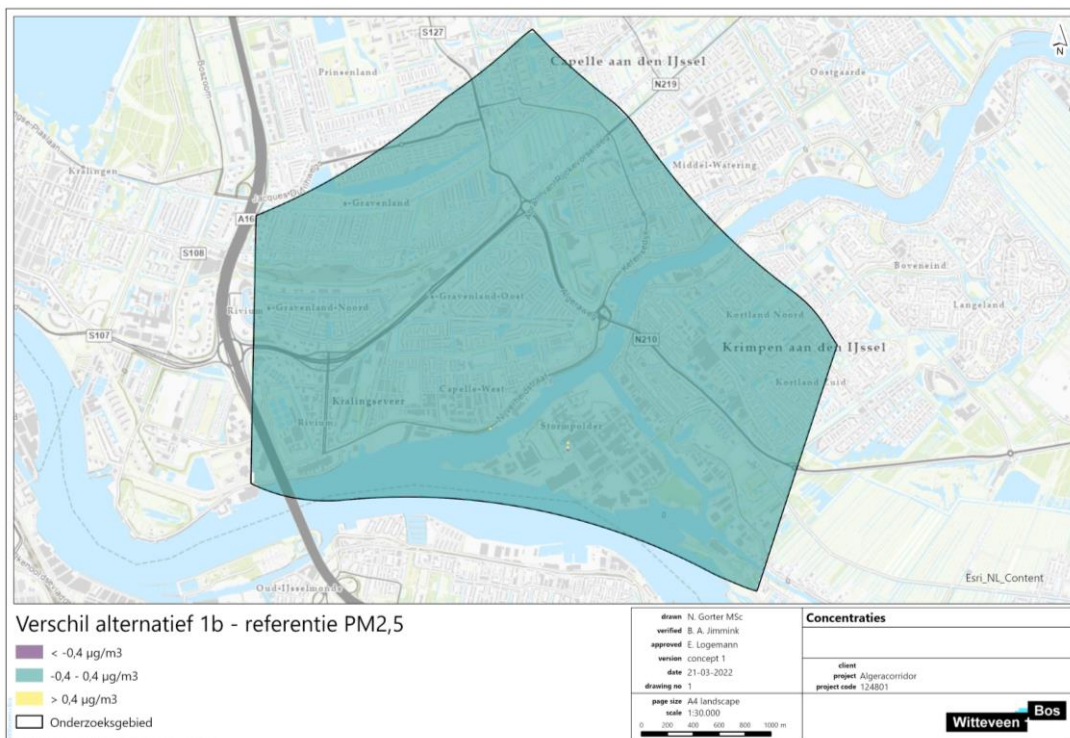 S127
Prinsenland
Capelle aan den IJssel
Oostgaarde
N
N219
Boszoom
Kralingen
Middel-Watering
s-Gravenland
A16
S108
Boveneind
Rivium
s-Gravenland-Noord
s-Gravenland-Oost
Langeland
Algeraweg
Kortland Noord
S107
N210
Krimpen aan den IJssel
Capelle-West
Kortland Zuid
Kralingseveer
Nijverheidstraat
Rivium
Stormpolder
Oud-IJsselmonde
Esri_NL_Content
Verschil alternatief 1b - referentie PM2,5
< -0,4 µg/m3
-0,4 - 0,4 µg/m3
> 0,4 µg/m3
Onderzoeksgebied
drawn N. Gorter MSc
verified B. A. Jimmink
approved E. Logemann
version concept 1
date 21-03-2022
drawing no 1
page size A4 landscape
scale 1:30.000
0 200 400 600 800 1000 m
Concentraties
client
project Algeracorridor
project code 124801
Witteveen + Bos